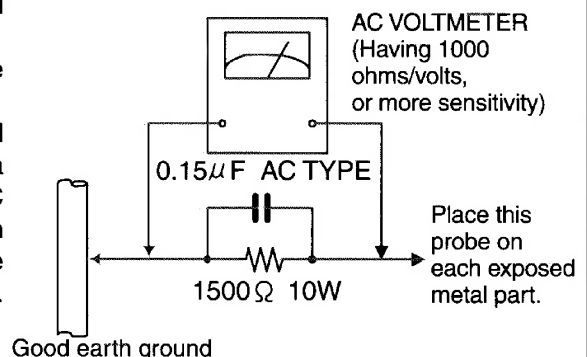 AC VOLTMETER
(Having 1000
ohms/volts,
or more sensitivity)
0.15μF AC TYPE
Place this
probe on
each exposed
metal part.
1500Ω 10W
Good earth ground